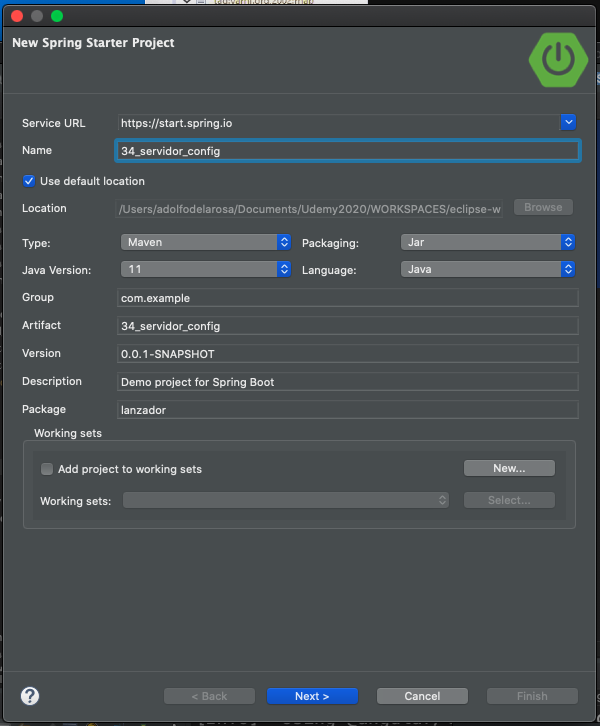 New Spring Starter Project
Service URL https://start.spring.io
Name 34_servidor_config
Use default location
Location /Users/adolfodelarosa/Documents/Udemy2020/WORKSPACES/eclipse-w Browse
Type: Maven Packaging: Jar
Java Version: 11 Language: Java
Group com.example
Artifact 34_servidor_config
Version 0.0.1-SNAPSHOT
Description Demo project for Spring Boot
Package lanzador
Working sets
Add project to working sets New...
Working sets: Select...
? < Back Next > Cancel Finish